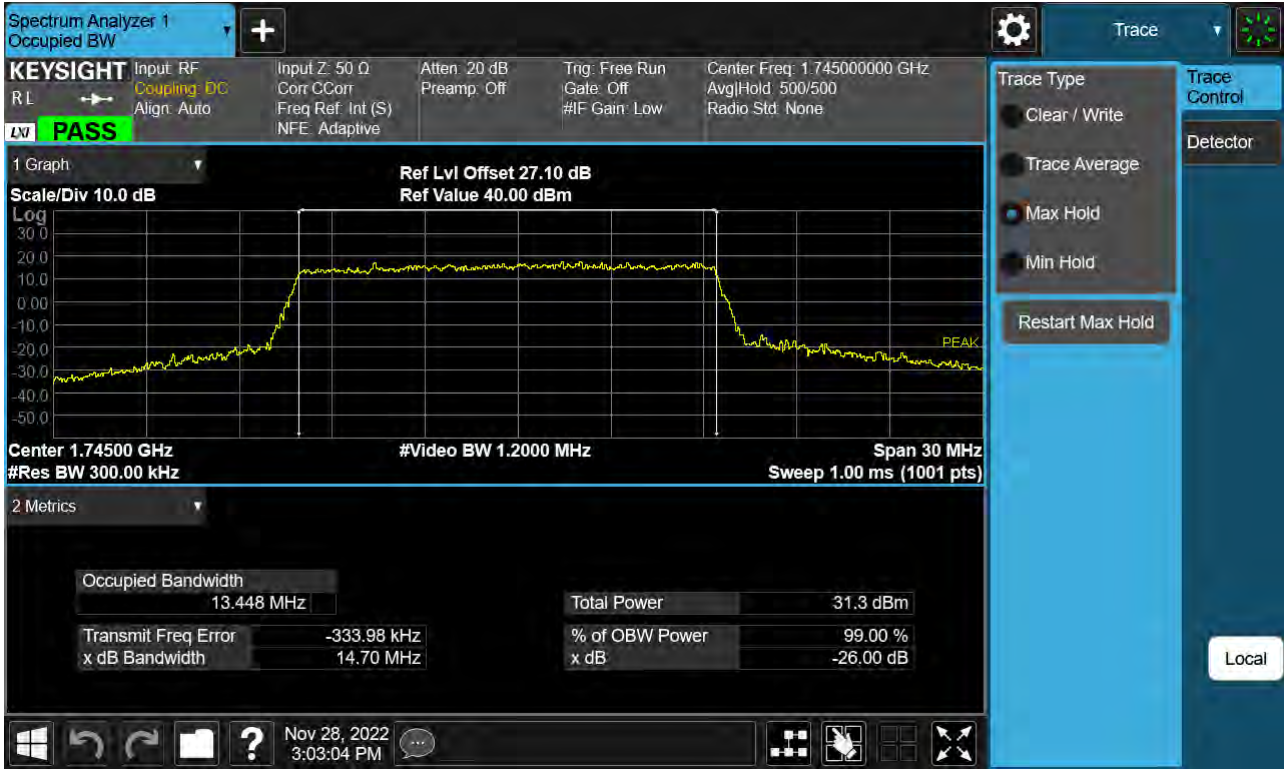 Spectrum Analyzer 1
Occupied BW
Trace
KEYSIGHT
RL
LXI
PASS
Input: RF
Coupling: DC
Align: Auto
Input Z: 50 Ω
Corr CCorr
Freq Ref: Int (S)
NFE: Adaptive
Atten: 20 dB
Preamp: Off
Trig: Free Run
Gate: Off
#IF Gain: Low
Center Freq: 1.745000000 GHz
Avg|Hold: 500/500
Radio Std: None
Trace Type
Clear / Write
Trace Average
Max Hold
Min Hold
Restart Max Hold
Trace
Control
Detector
1 Graph
Scale/Div 10.0 dB
Ref Lvl Offset 27.10 dB
Ref Value 40.00 dBm
Log
30.0
20.0
10.0
0.00
-10.0
-20.0
-30.0
-40.0
-50.0
PEAK
Center 1.74500 GHz
#Video BW 1.2000 MHz
Span 30 MHz
#Res BW 300.00 kHz
Sweep 1.00 ms (1001 pts)
2 Metrics
Occupied Bandwidth
13.448 MHz
Total Power 31.3 dBm
Transmit Freq Error -333.98 kHz
% of OBW Power 99.00 %
x dB Bandwidth 14.70 MHz
x dB -26.00 dB
Local
?
Nov 28, 2022
3:03:04 PM